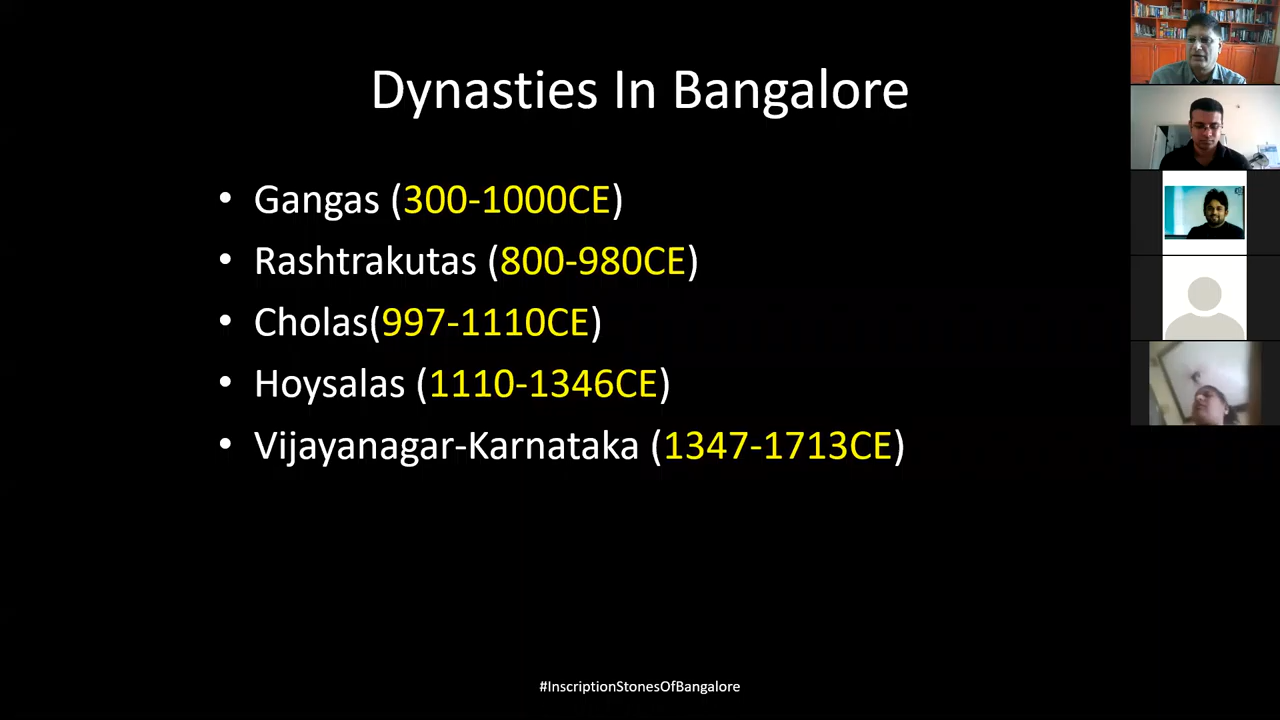 Dynasties In Bangalore
• Gangas (300-1000CE)
• Rashtrakutas (800-980CE)
• Cholas(997-1110CE)
• Hoysalas (1110-1346CE)
• Vijayanagar-Karnataka (1347-1713CE)
#InscriptionStonesOfBangalore